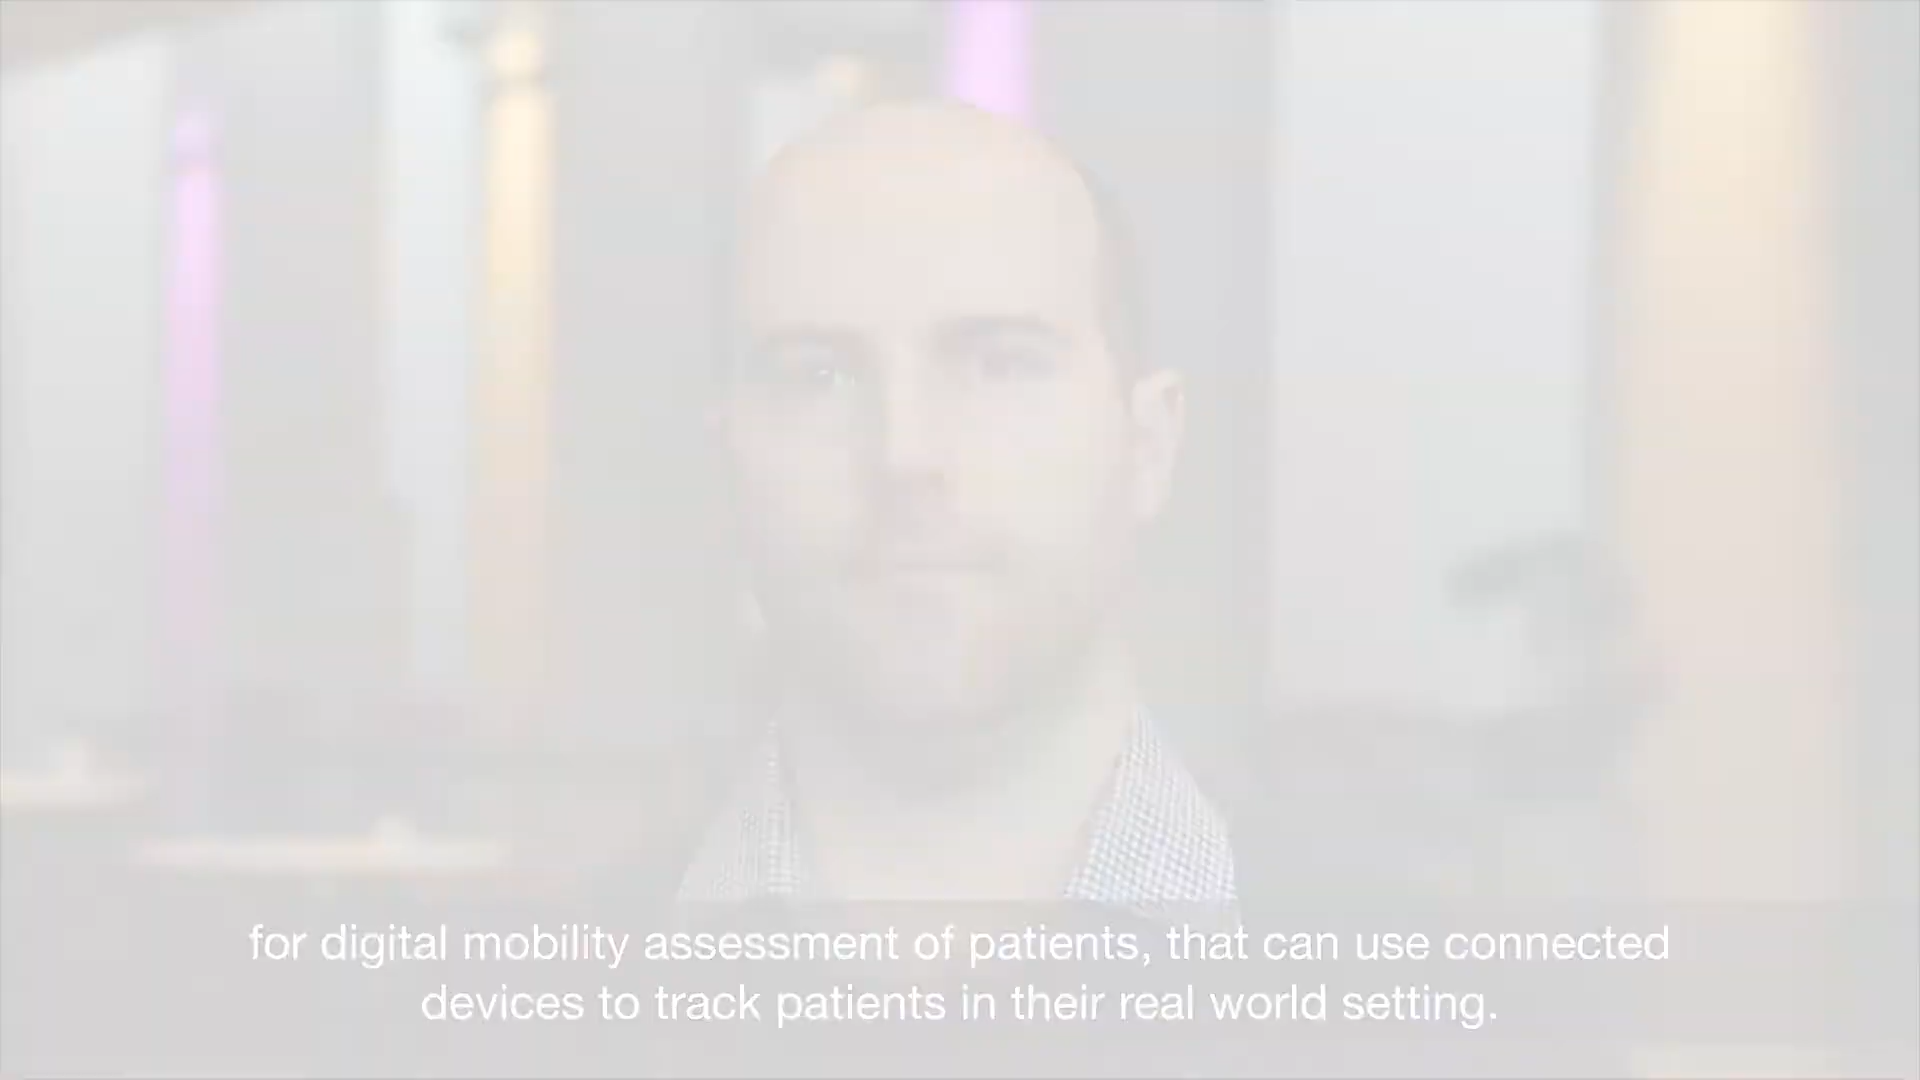 for digital mobility assessment of patients, that can use connected
devices to track patients in their real world setting.